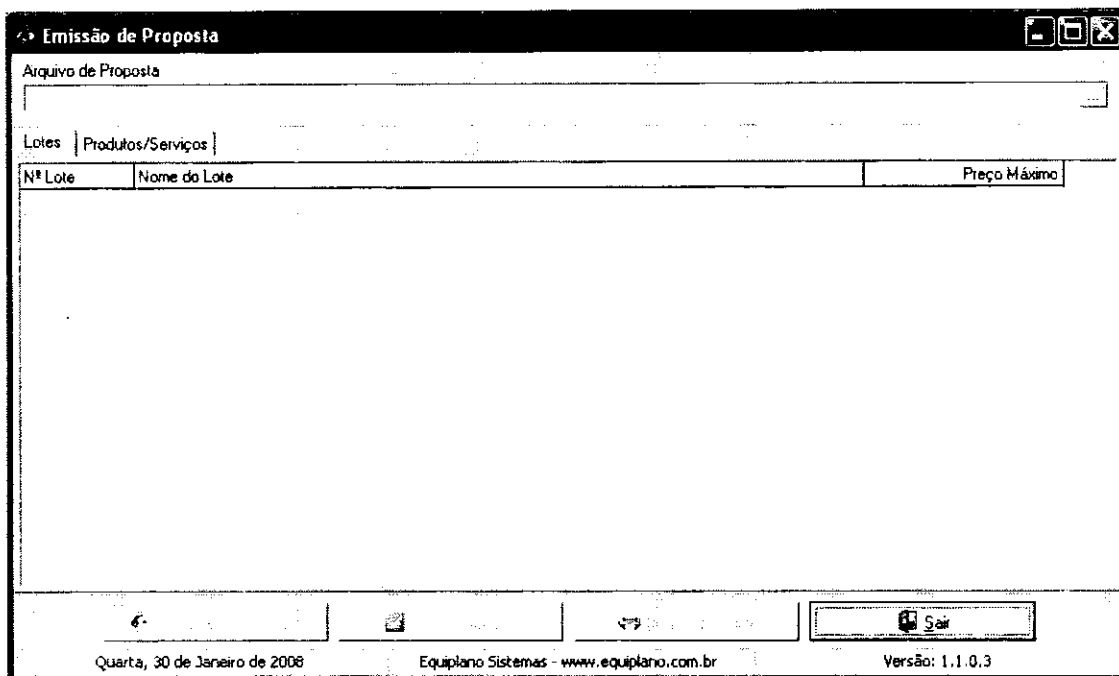 Emissão de Proposta
Arquivo de Proposta
...
Lotes Produtos/Serviços
Nº Lote Nome do Lote Preço Máximo
Sair
Quarta, 30 de Janeiro de 2008 Equiplano Sistemas - www.equiplano.com.br Versão: 1.1.0.3